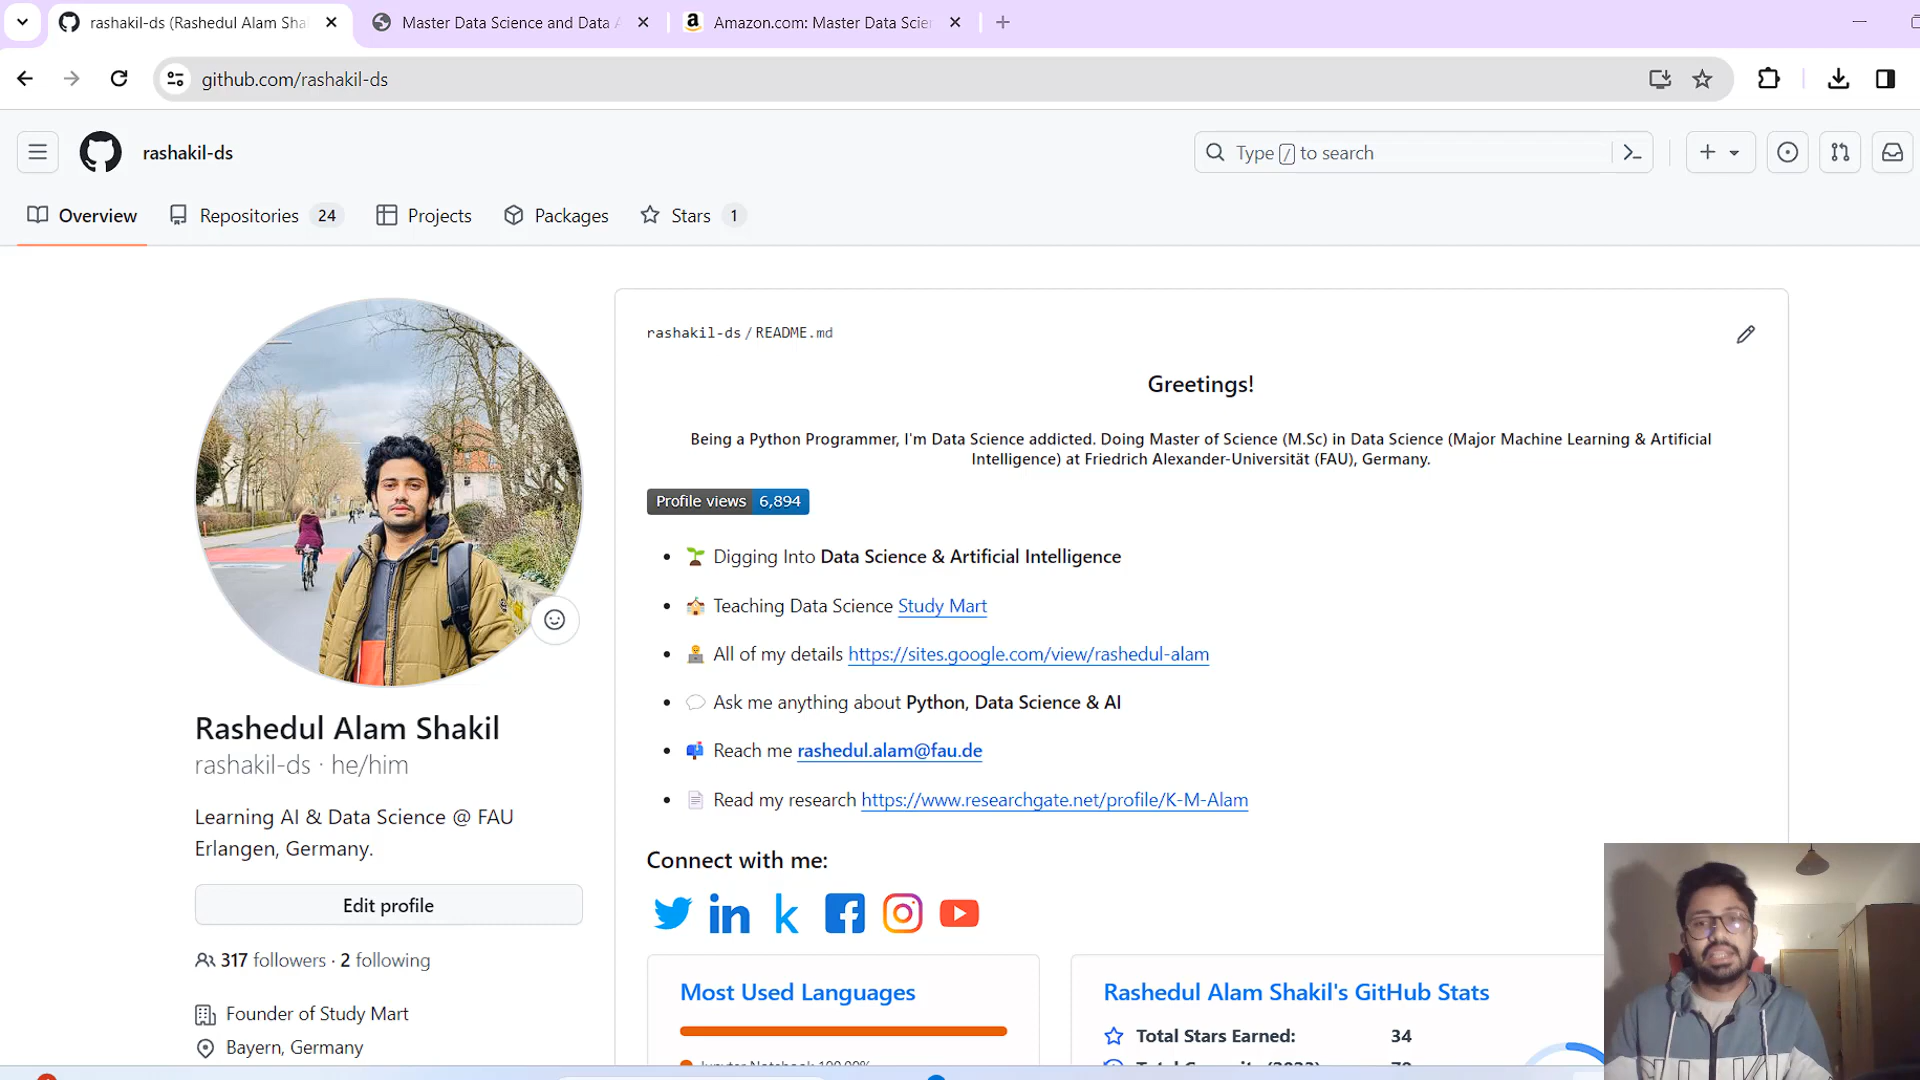 rashakil-ds (Rashedul Alam Sha
Master Data Science and Data A
Amazon.com: Master Data Scien
github.com/rashakil-ds
rashakil-ds
Type / to search
Overview
Repositories 24
Projects
Packages
Stars 1
rashakil-ds / README.md
Greetings!
Being a Python Programmer, I'm Data Science addicted. Doing Master of Science (M.Sc) in Data Science (Major Machine Learning & Artificial
Intelligence) at Friedrich Alexander-Universität (FAU), Germany.
Profile views 6,894
Digging Into Data Science & Artificial Intelligence
Teaching Data Science Study Mart
All of my details https://sites.google.com/view/rashedul-alam
Ask me anything about Python, Data Science & AI
Reach me rashedul.alam@fau.de
Read my research https://www.researchgate.net/profile/K-M-Alam
Connect with me:
Rashedul Alam Shakil
rashakil-ds · he/him
Learning AI & Data Science @ FAU
Erlangen, Germany.
Edit profile
317 followers · 2 following
Founder of Study Mart
Bayern, Germany
Most Used Languages
Rashedul Alam Shakil's GitHub Stats
Total Stars Earned: 34